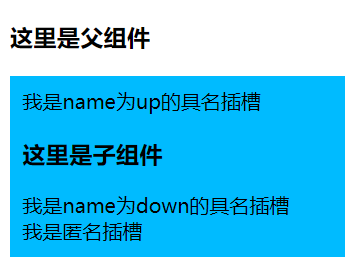 这里是父组件
我是name为up的具名插槽
这里是子组件
我是name为down的具名插槽
我是匿名插槽